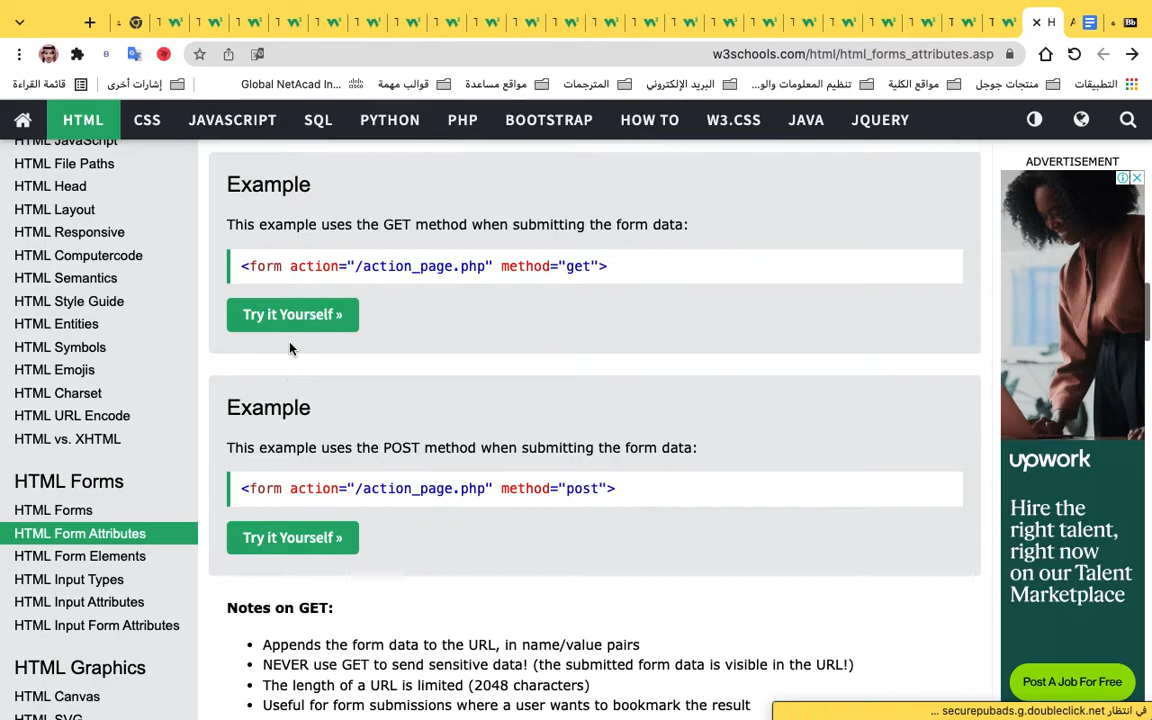 w3schools.com/html/html_forms_attributes.asp
التطبيقات
منتجات جوجل
مواقع الكلية
تنظيم المعلومات والو...
البريد الإلكتروني
المترجمات
مواقع مساعدة
قوالب مهمة
Global NetAcad In...
إشارات أخرى
قائمة القراءة
HTML CSS JAVASCRIPT SQL PYTHON PHP BOOTSTRAP HOW TO W3.CSS JAVA JQUERY
HTML JavaScript
HTML File Paths
HTML Head
HTML Layout
HTML Responsive
HTML Computercode
HTML Semantics
HTML Style Guide
HTML Entities
HTML Symbols
HTML Emojis
HTML Charset
HTML URL Encode
HTML vs. XHTML
HTML Forms
HTML Forms
HTML Form Attributes
HTML Form Elements
HTML Input Types
HTML Input Attributes
HTML Input Form Attributes
HTML Graphics
HTML Canvas
HTML SVG
Example
This example uses the GET method when submitting the form data:
<form action="/action_page.php" method="get">
Try it Yourself »
Example
This example uses the POST method when submitting the form data:
<form action="/action_page.php" method="post">
Try it Yourself »
Notes on GET:
• Appends the form data to the URL, in name/value pairs
• NEVER use GET to send sensitive data! (the submitted form data is visible in the URL!)
• The length of a URL is limited (2048 characters)
• Useful for form submissions where a user wants to bookmark the result
ADVERTISEMENT
upwork
Hire the
right talent,
right now
on our Talent
Marketplace
Post A Job For Free
في انتظار securepubads.g.doubleclick.net ...